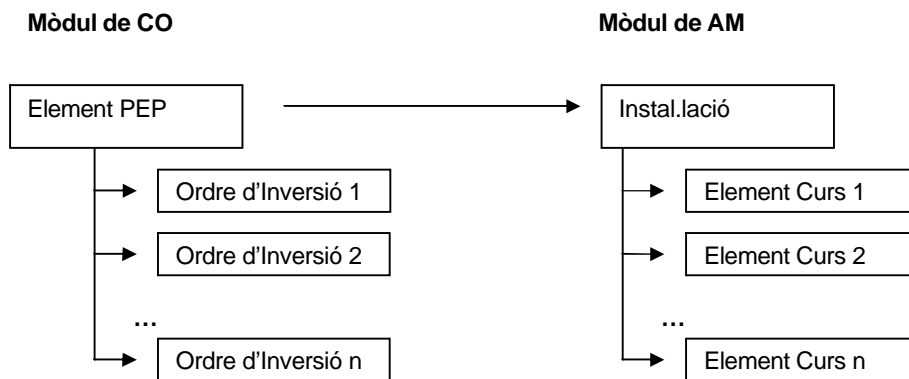 Mòdul de CO
Mòdul de AM
Element PEP
Instal.lació
Ordre d'Inversió 1
Element Curs 1
Ordre d'Inversió 2
Element Curs 2
...
...
Ordre d'Inversió n
Element Curs n